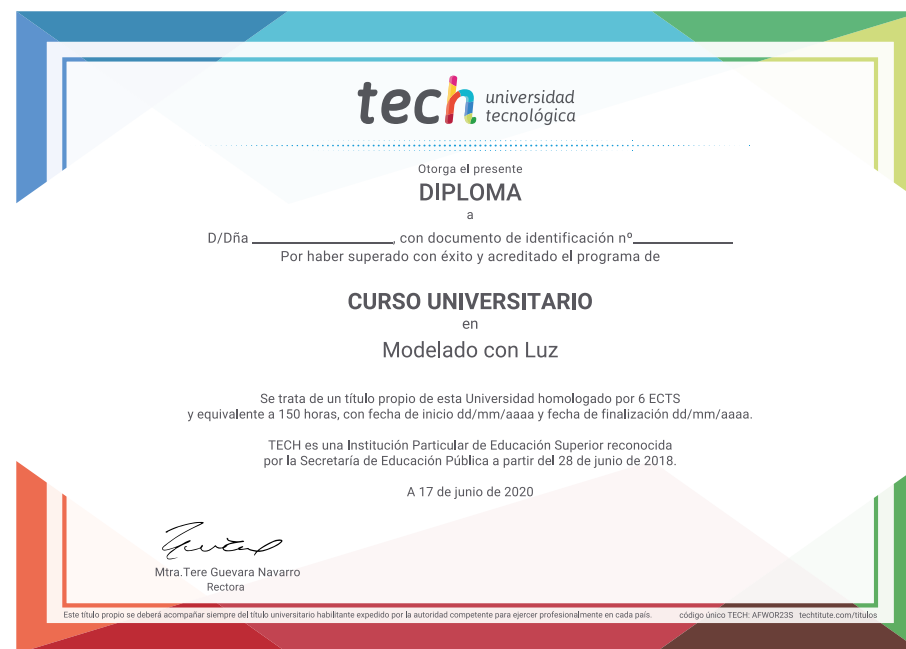 tech universidad
tecnológica
Otorga el presente
DIPLOMA
a
D/Dña ____________________, con documento de identificación nº______________
Por haber superado con éxito y acreditado el programa de
CURSO UNIVERSITARIO
en
Modelado con Luz
Se trata de un título propio de esta Universidad homologado por 6 ECTS
y equivalente a 150 horas, con fecha de inicio dd/mm/aaaa y fecha de finalización dd/mm/aaaa.
TECH es una Institución Particular de Educación Superior reconocida
por la Secretaría de Educación Pública a partir del 28 de junio de 2018.
A 17 de junio de 2020
Mtra.Tere Guevara Navarro
Rectora
Este título propio se deberá acompañar siempre del título universitario habilitante expedido por la autoridad competente para ejercer profesionalmente en cada país. código único TECH: AFWOR23S techtitute.com/titulos